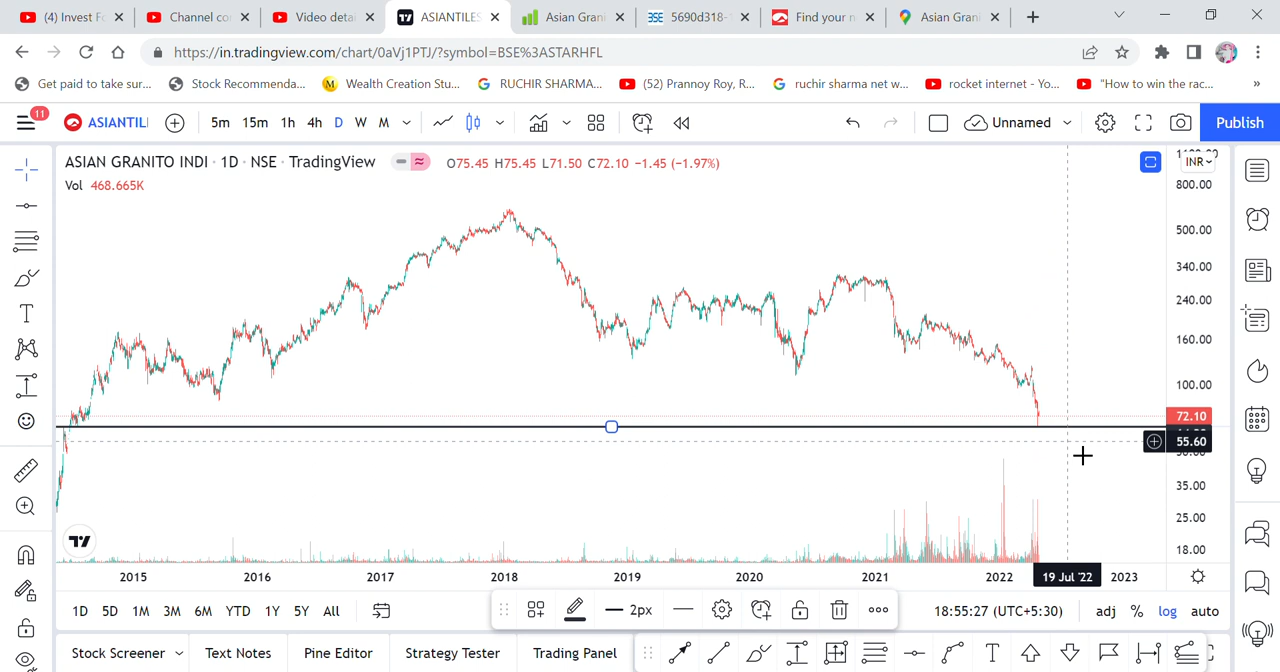 (4) Invest Fo
Channel co
Video detai
ASIANTILES
Asian Grani
5690d318-1
Find your n
Asian Grani
https://in.tradingview.com/chart/0aVj1PTJ/?symbol=BSE%3ASTARHFL
Get paid to take sur...
Stock Recommenda...
M
Wealth Creation Stu...
RUCHIR SHARMA...
(52) Prannoy Roy, R...
ruchir sharma net w...
rocket internet - Yo...
"How to win the rac...
»
11
ASIANTIL
5m 15m 1h 4h D W M
Unnamed
Publish
ASIAN GRANITO INDI · 1D · NSE · TradingView
O75.45 H75.45 L71.50 C72.10 −1.45 (−1.97%)
INR
Vol 468.665K
800.00
500.00
340.00
240.00
160.00
100.00
72.10
55.60
35.00
25.00
18.00
2015 2016 2017 2018 2019 2020 2021 2022 19 Jul '22 2023
1D 5D 1M 3M 6M YTD 1Y 5Y All
2px
18:55:27 (UTC+5:30)
adj % log auto
Stock Screener
Text Notes
Pine Editor
Strategy Tester
Trading Panel